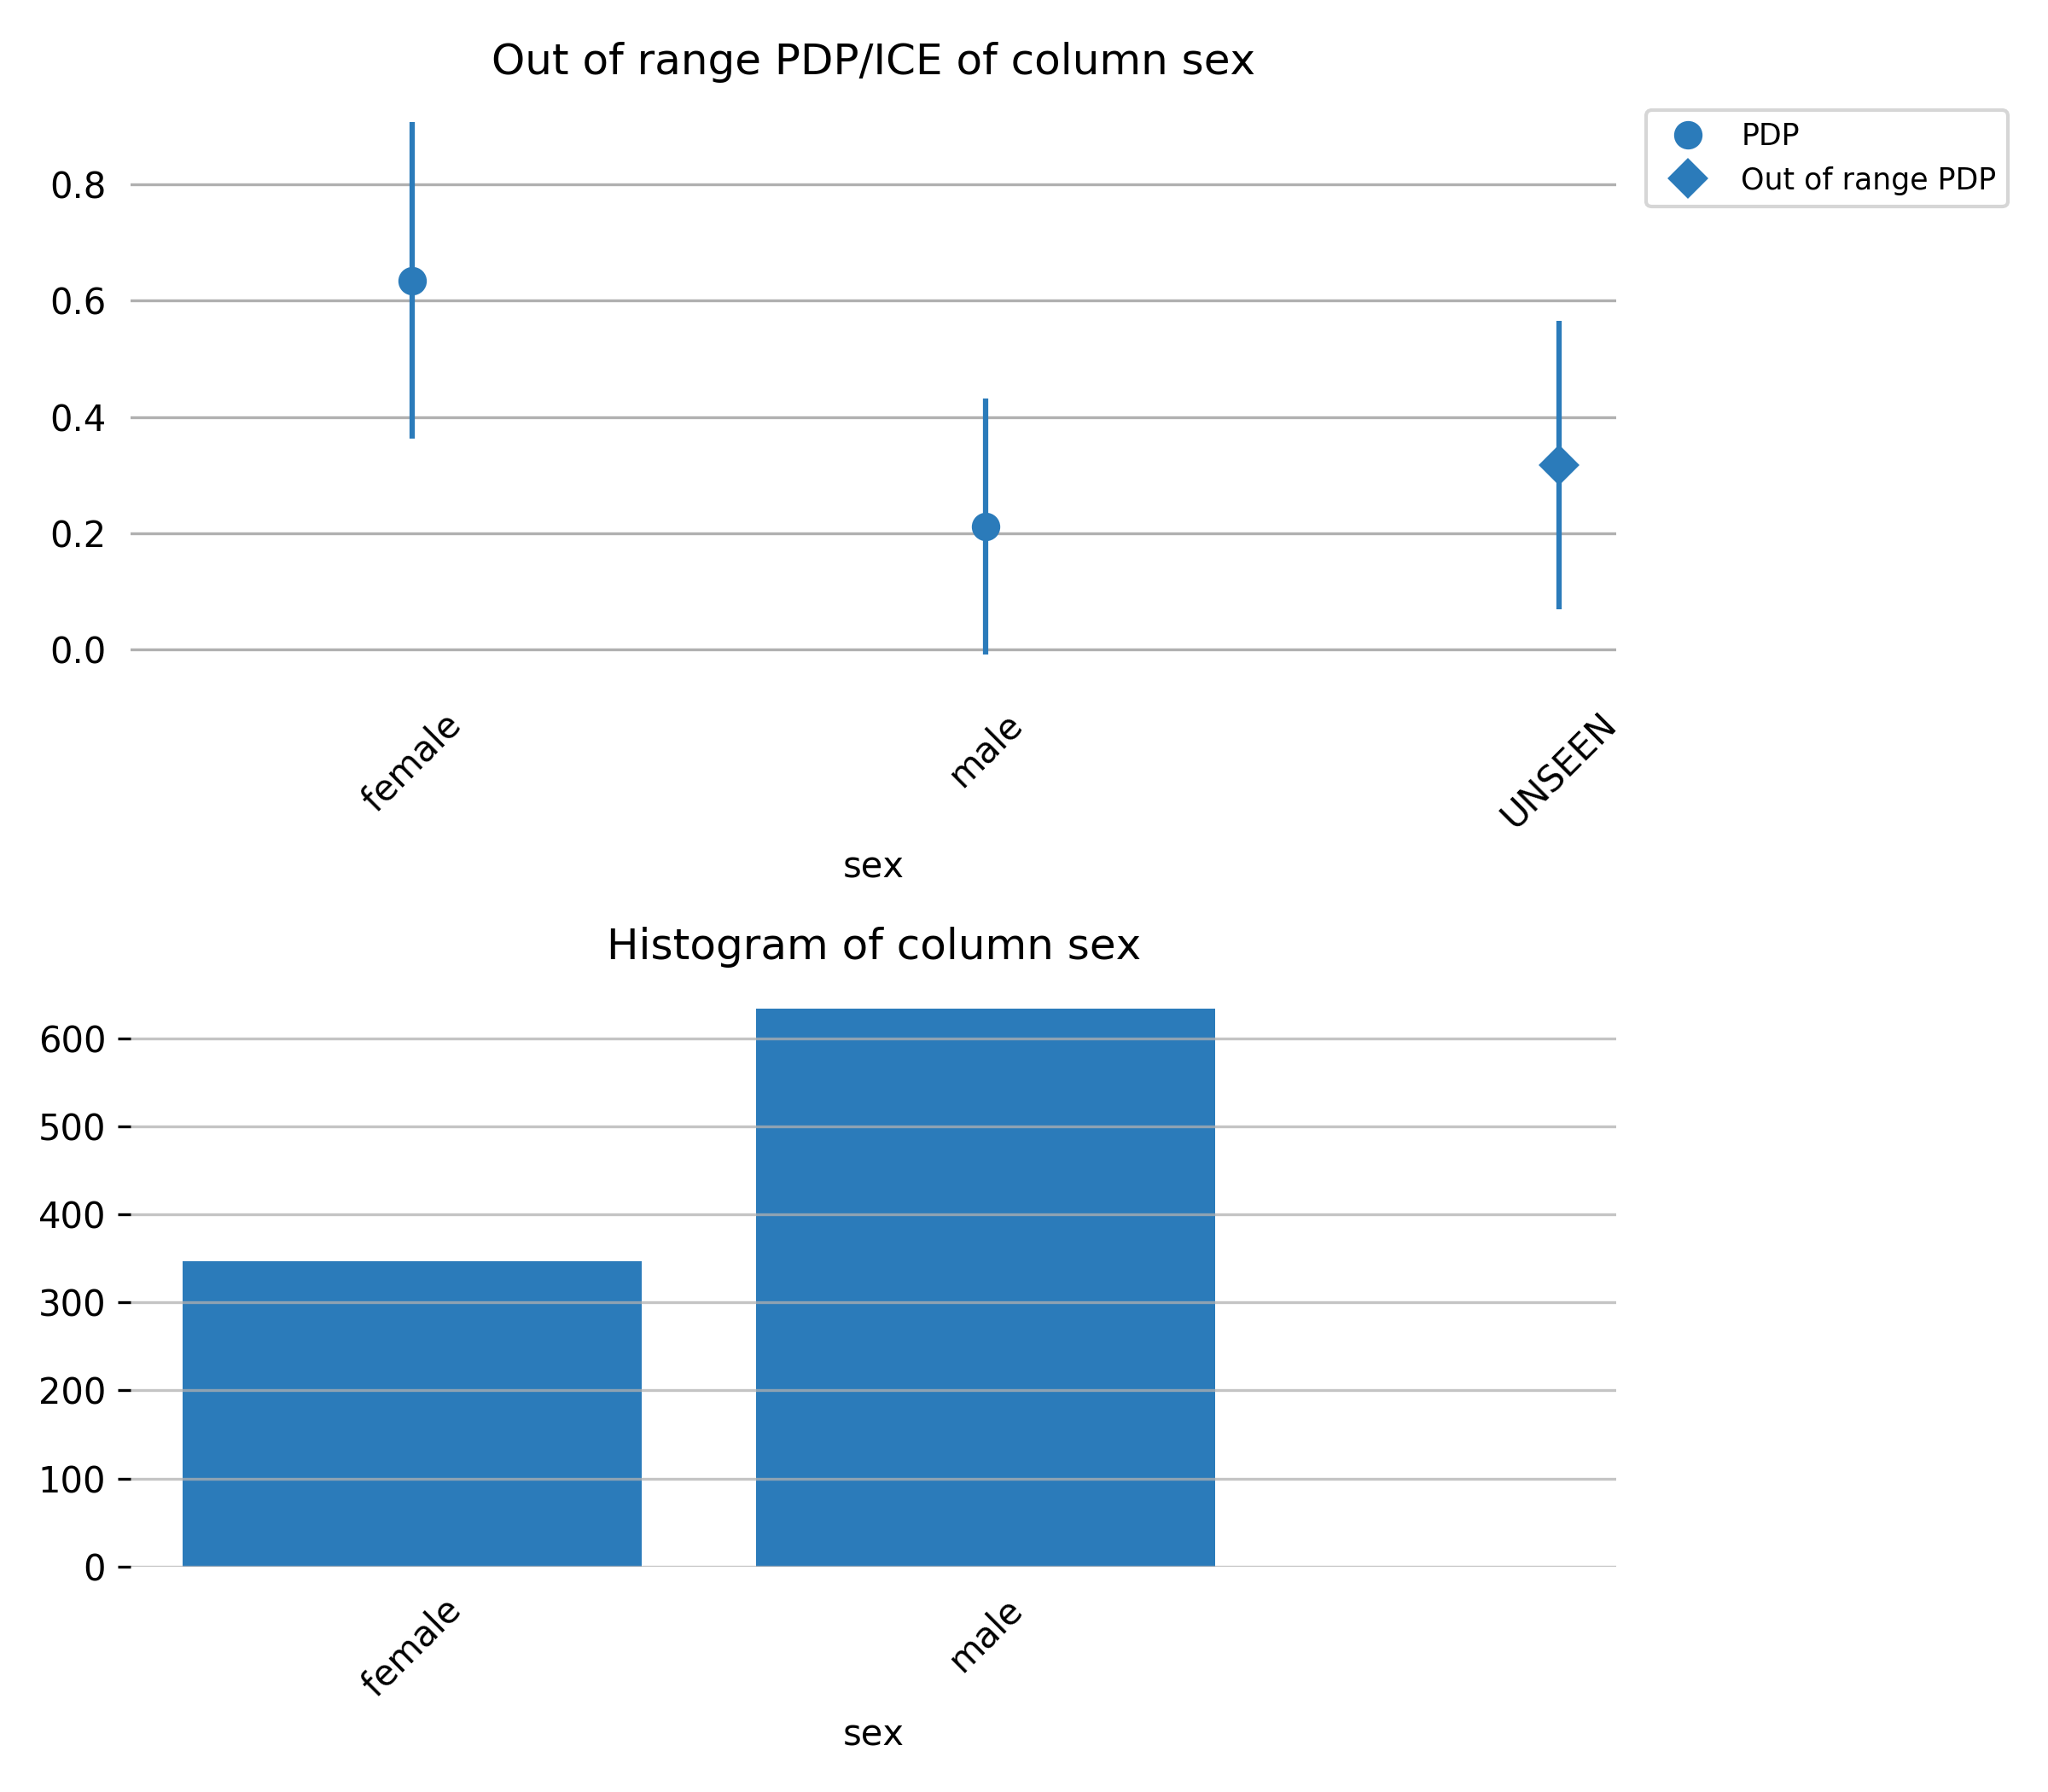 Out of range PDP/ICE of column sex
PDP
Out of range PDP
0.8
0.6
0.4
0.2
0.0
female
male
UNSEEN
sex
Histogram of column sex
600
500
400
300
200
100
0
female
male
sex